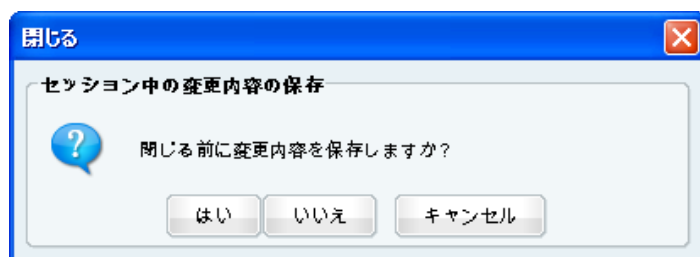 閉じる
セッション中の変更内容の保存
閉じる前に変更内容を保存しますか?
はい いいえ キャンセル